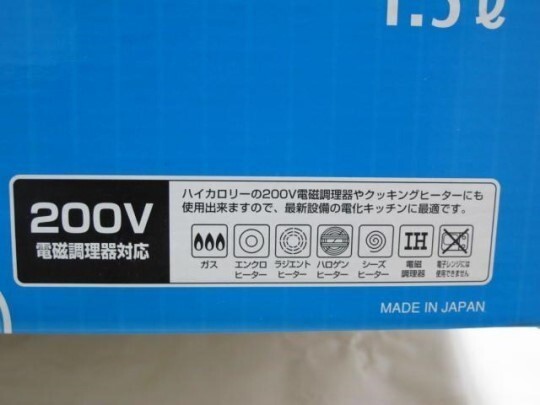 1.5ℓ
200V
電磁調理器対応
ハイカロリーの200V電磁調理器やクッキングヒーターにも
使用出来ますので、最新設備の電化キッチンに最適です。
ガス
エンクロ
ヒーター
ラジエント
ヒーター
ハロゲン
ヒーター
シーズ
ヒーター
IH
電磁
調理器
電子レンジには
使用できません
MADE IN JAPAN